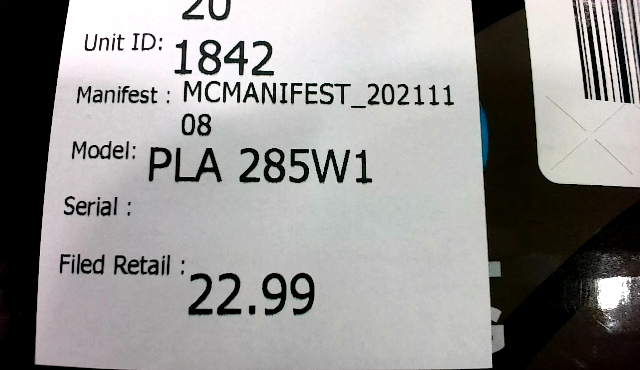 20
Unit ID: 1842
Manifest : MCMANIFEST_202111
08
Model: PLA 285W1
Serial :
Filed Retail : 22.99